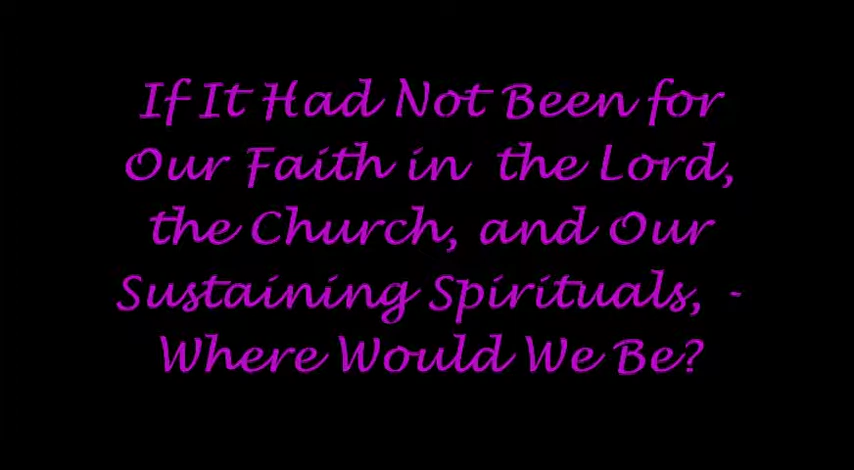 If It Had Not Been for
Our Faith in the Lord,
the Church, and Our
Sustaining Spirituals, -
Where Would We Be?